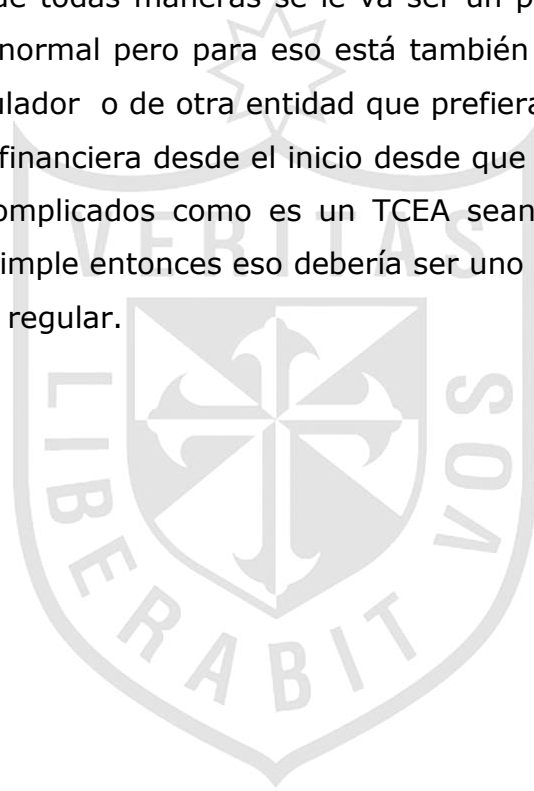 de todas maneras se le va ser un p
normal pero para eso está también
ulador o de otra entidad que prefiera
financiera desde el inicio desde que
omplicados como es un TCEA sean
imple entonces eso debería ser uno
regular.
VERITAS
LIBERABIT VOS